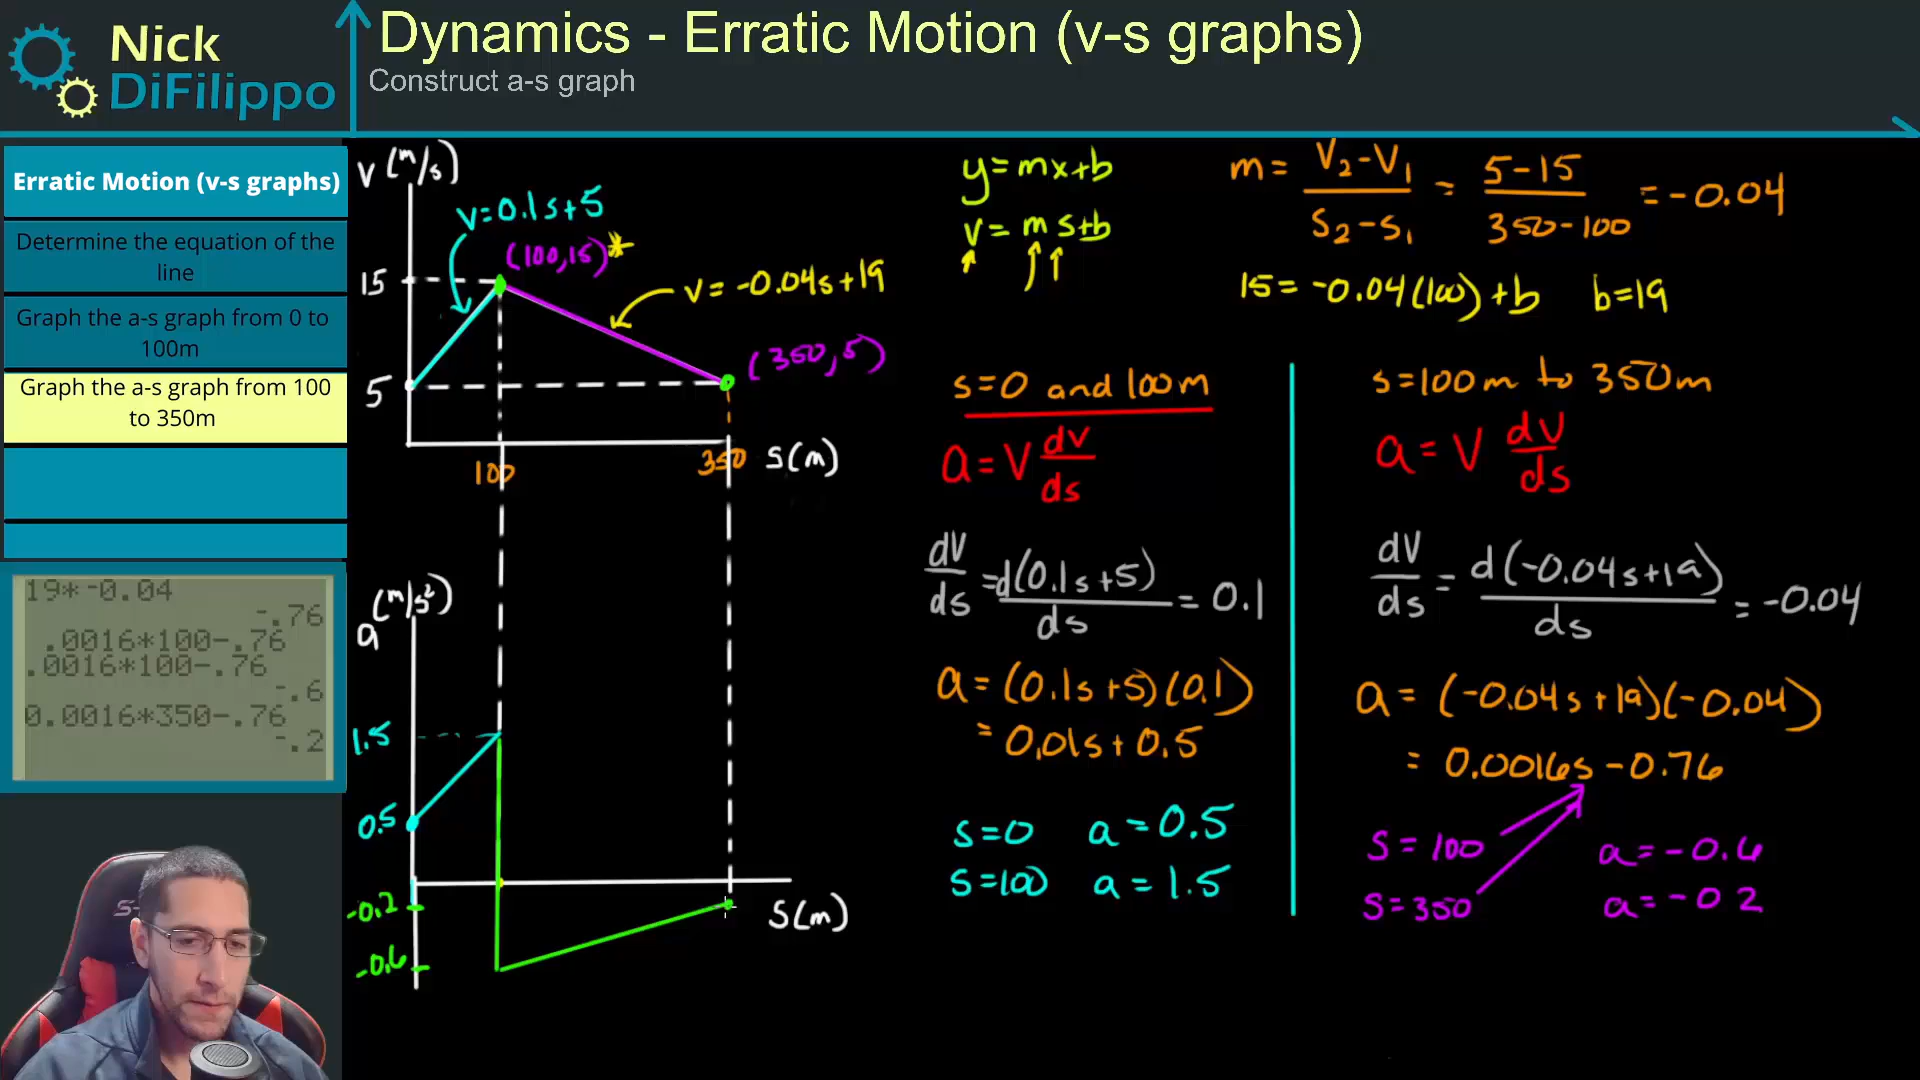 Nick
DiFilippo
Dynamics - Erratic Motion (v-s graphs)
Construct a-s graph
Erratic Motion (v-s graphs)
Determine the equation of the
line
Graph the a-s graph from 0 to
100m
Graph the a-s graph from 100
to 350m
19*-0.04
-.76
.0016*100-.76
.0016*100-.76
-.6
0.0016*350-.76
-.2
V (m/s)
v=0.1s+5
(100,15)*
15
v = -0.04s+19
(350,5)
5
100
350
S(m)
(m/s²)
a
1.5
0.5
-0.2
-0.6
S(m)
y=mx+b
v = m s+b
m = V₂-V₁ / S₂-S₁ = 5-15 / 350-100 = -0.04
15 = -0.04(100)+b b=19
s=0 and 100m
a = V dv/ds
dV/ds = d(0.1s+5)/ds = 0.1
a = (0.1s+5)(0.1)
= 0.01s + 0.5
s=0 a=0.5
s=100 a=1.5
s=100m to 350m
a = V dV/ds
dV/ds = d(-0.04s+19)/ds = -0.04
a = (-0.04s+19)(-0.04)
= 0.0016s -0.76
S = 100 a=-0.6
S=350 a=-0 2